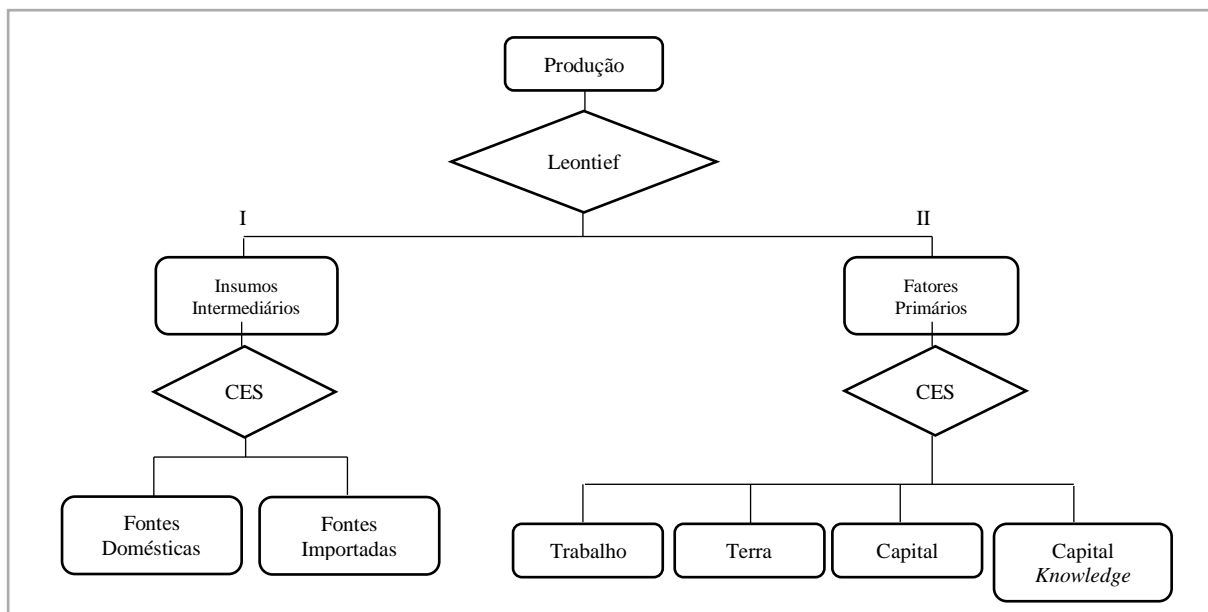 Produção
Leontief
I
II
Insumos
Intermediários
Fatores
Primários
CES
CES
Fontes
Domésticas
Fontes
Importadas
Trabalho
Terra
Capital
Capital
Knowledge